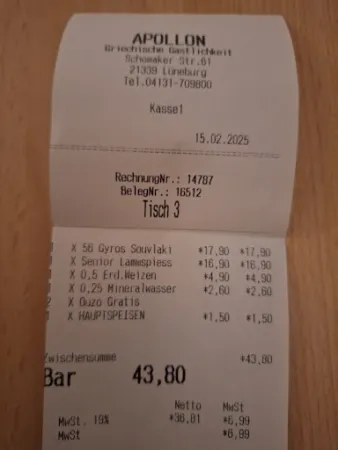 APOLLON
Griechische Gastlichkeit
Schomaker Str.61
21339 Lüneburg
Tel.04131-709800
Kasse1
15.02.2025
RechnungNr.: 14787
BelegNr.: 16512
Tisch 3
X 56 Gyros Souvlaki *17,90 *17,90
X Senior Lammspiess *16,90 *16,90
X 0,5 Erd.Weizen *4,90 *4,90
X 0,25 Mineralwasser *2,60 *2,60
2 X Ouzo Gratis
1 X HAUPTSPEISEN *1,50 *1,50
Zwischensumme *43,80
Bar 43,80
Netto MwSt
MwSt. 19% *36,81 *6,99
MwSt *6,99